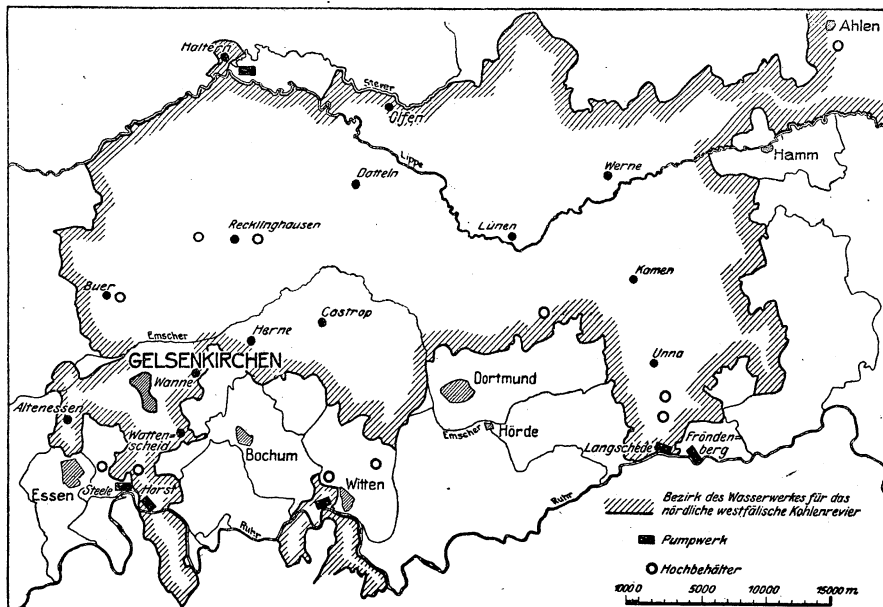 Ahlen
Haltern
Stever
Olfen
Hamm
Lippe
Datteln
Werne
Recklinghausen
Lünen
Buer
Kamen
Castrop
Emscher
Herne
GELSENKIRCHEN
Wanne
Unna
Dortmund
Altenessen
Watten-
scheid
Emscher
Hörde
Bochum
Langschede
Frönden-
berg
Essen
Steele
Horst
Witten
Ruhr
Ruhr
Bezirk des Wasserwerkes für das
nördliche westfälische Kohlenrevier
Pumpwerk
Hochbehälter
1000 0 5000 10000 15000 m